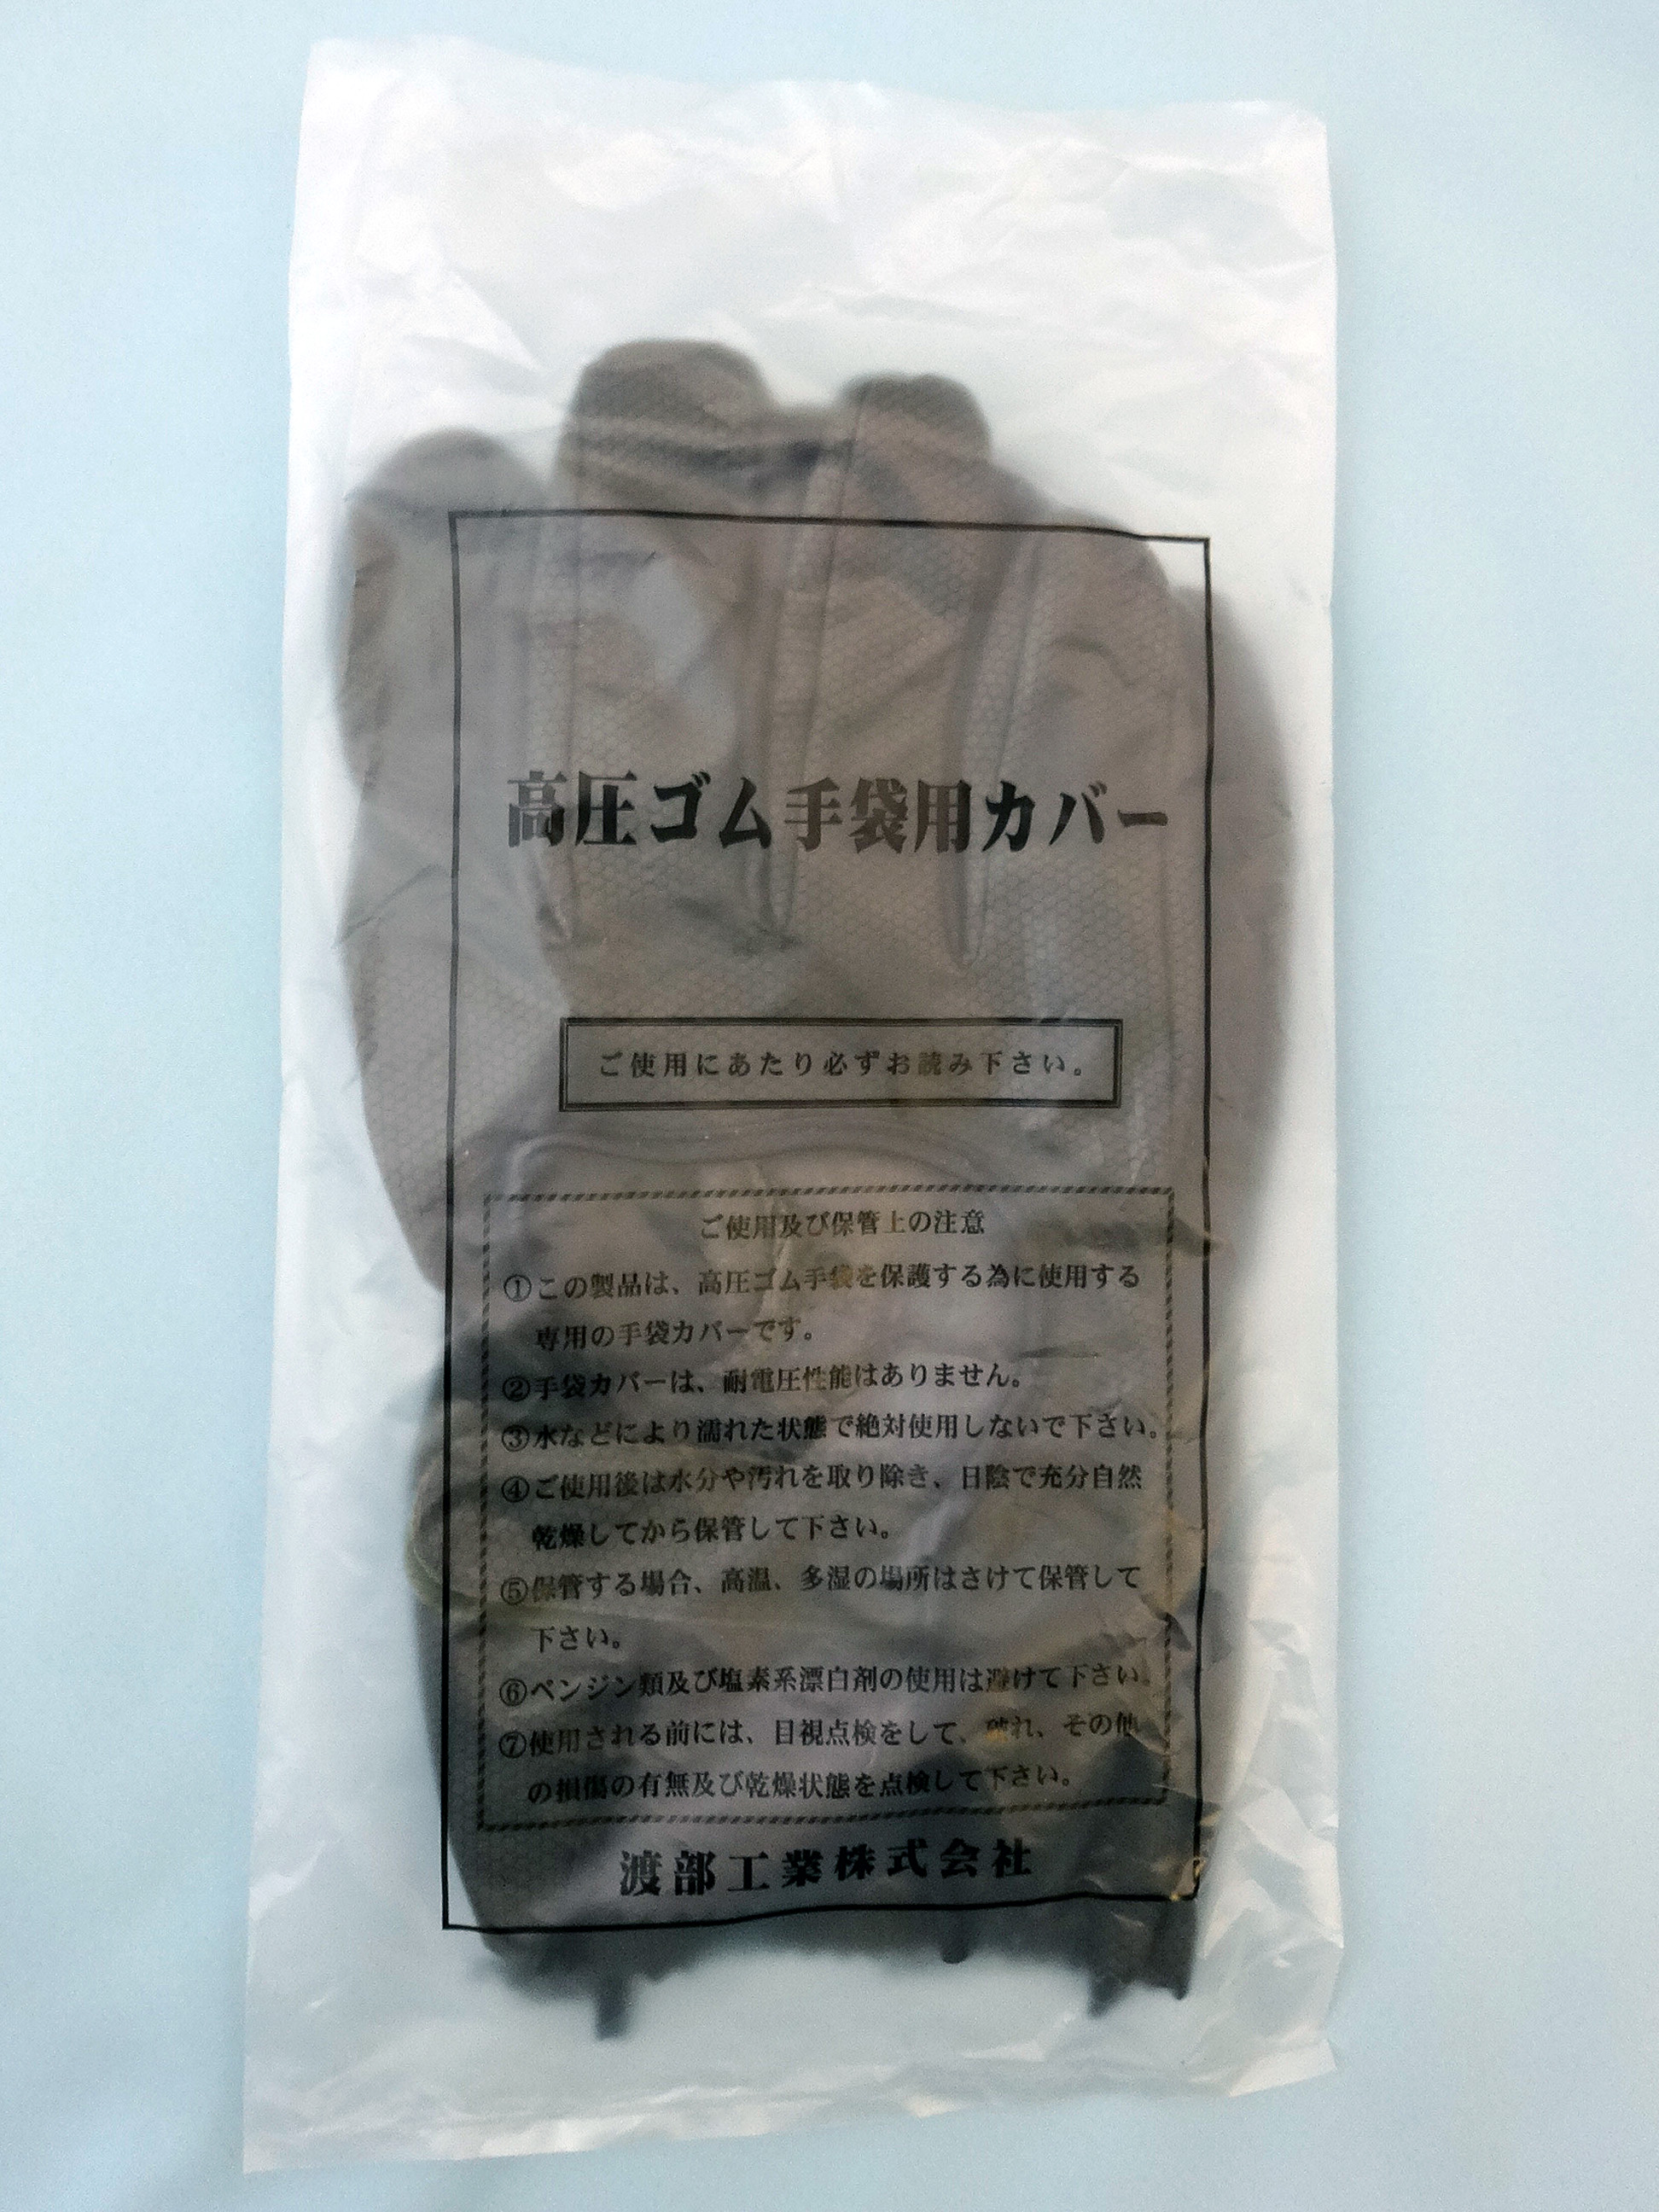 高圧ゴム手袋用カバー
ご使用にあたり必ずお読み下さい。
ご使用及び保管上の注意
①この製品は、高圧ゴム手袋を保護する為に使用する
専用の手袋カバーです。
②手袋カバーは、耐電圧性能はありません。
③水などにより濡れた状態で絶対使用しないで下さい。
④ご使用後は水分や汚れを取り除き、日陰で充分自然
乾燥してから保管して下さい。
⑤保管する場合、高温、多湿の場所はさけて保管して
下さい。
⑥ベンジン類及び塩素系漂白剤の使用は避けて下さい。
⑦使用される前には、目視点検をして、破れ、その他
の損傷の有無及び乾燥状態を点検して下さい。
渡部工業株式会社